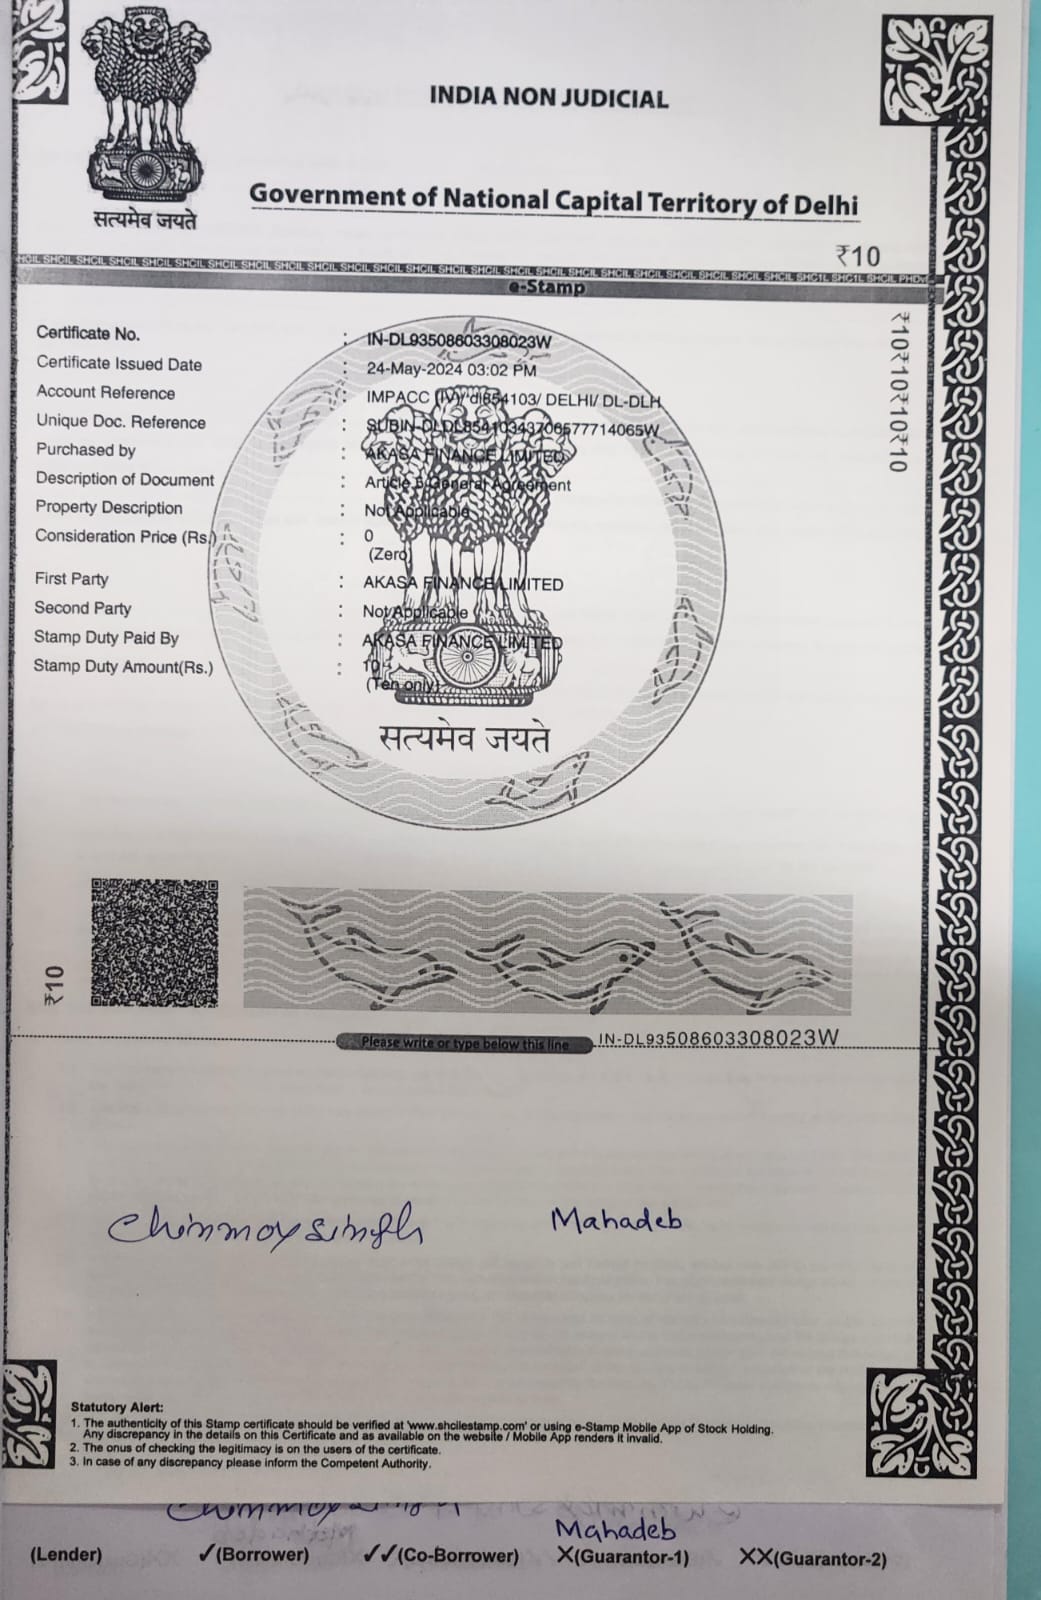 INDIA NON JUDICIAL
सत्यमेव जयते
Government of National Capital Territory of Delhi
₹10
SHCIL SHCIL SHCIL SHCIL SHCIL SHCIL SHCIL SHCIL SHCIL SHCIL SHCIL SHCIL SHCIL SHCIL SHCIL SHCIL SHCIL SHCIL SHCIL SHCIL SHCIL SHCIL SHCIL SHCIL SHCIL
e-Stamp
Certificate No. : IN-DL93508603308023W
Certificate Issued Date : 24-May-2024 03:02 PM
Account Reference : IMPACC (IV)/ dl854103/ DELHI/ DL-DLH
Unique Doc. Reference : SUBIN-DLDL85410343706577714065W
Purchased by : AKASA FINANCE LIMITED
Description of Document : Article 5 General Agreement
Property Description : Not Applicable
Consideration Price (Rs.) : 0
(Zero)
First Party : AKASA FINANCE LIMITED
Second Party : Not Applicable
Stamp Duty Paid By : AKASA FINANCE LIMITED
Stamp Duty Amount(Rs.) : 10
(Ten only)
₹10₹10₹10₹10
सत्यमेव जयते
₹10
Please write or type below this line
IN-DL93508603308023W
Chinmoy singh Mahadeb
Statutory Alert:
1. The authenticity of this Stamp certificate should be verified at 'www.shcilestamp.com' or using e-Stamp Mobile App of Stock Holding.
Any discrepancy in the details on this Certificate and as available on the website / Mobile App renders it invalid.
2. The onus of checking the legitimacy is on the users of the certificate.
3. In case of any discrepancy please inform the Competent Authority.
Mahadeb
(Lender) ✓(Borrower) ✓✓(Co-Borrower) X(Guarantor-1) XX(Guarantor-2)